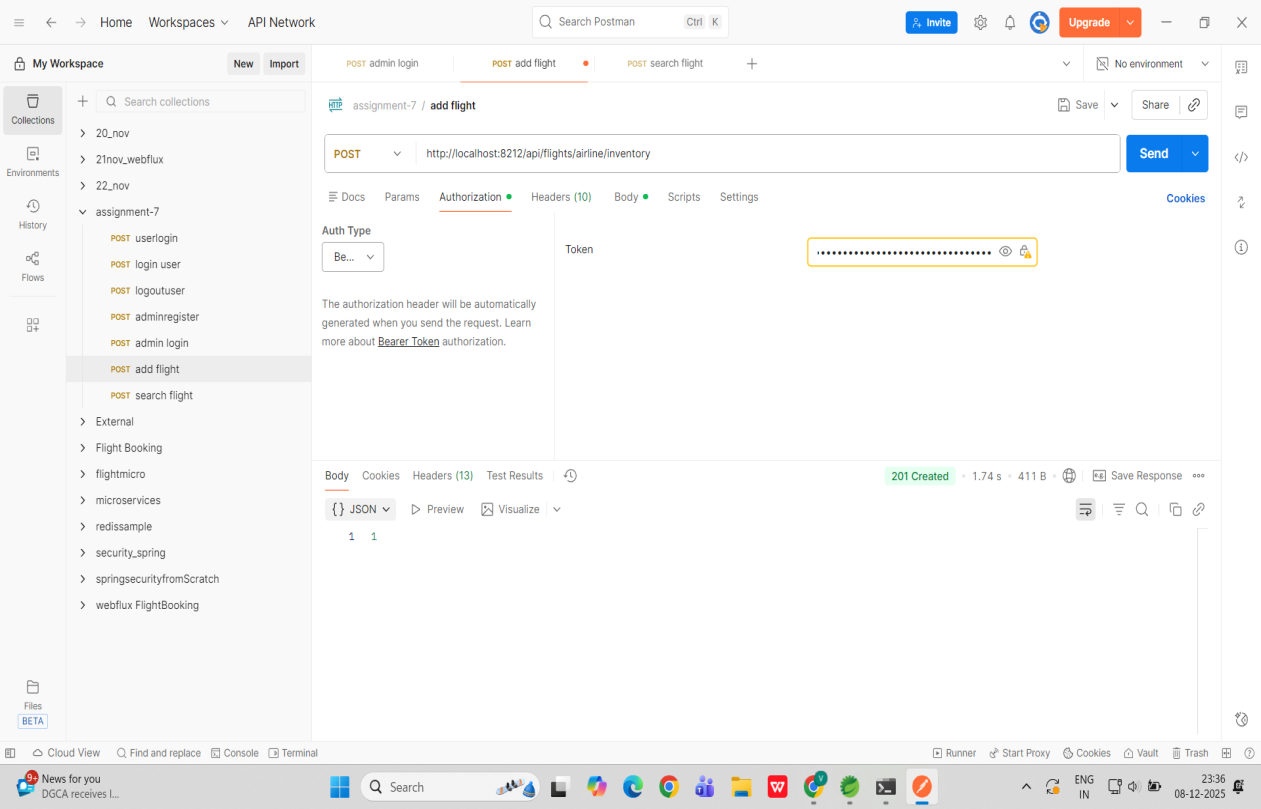 Home Workspaces API Network Search Postman Ctrl K Invite Upgrade
My Workspace New Import POST admin login POST add flight POST search flight No environment
Collections Search collections HTTP assignment-7 / add flight Save Share
20_nov
21nov_webflux POST http://localhost:8212/api/flights/airline/inventory Send
Environments
22_nov
Docs Params Authorization Headers (10) Body Scripts Settings Cookies
History assignment-7
POST userlogin Auth Type
Be... Token
POST login user
Flows
POST logoutuser
The authorization header will be automatically
POST adminregister generated when you send the request. Learn
POST admin login more about Bearer Token authorization.
POST add flight
POST search flight
External
Flight Booking
flightmicro Body Cookies Headers (13) Test Results 201 Created 1.74 s 411 B e.g. Save Response
microservices {} JSON Preview Visualize
redissample 1 1
security_spring
springsecurityfromScratch
webflux FlightBooking
Files
BETA
Cloud View Find and replace Console Terminal Runner Start Proxy Cookies Vault Trash
9+ News for you
DGCA receives l... Search ENG
IN 23:36
08-12-2025